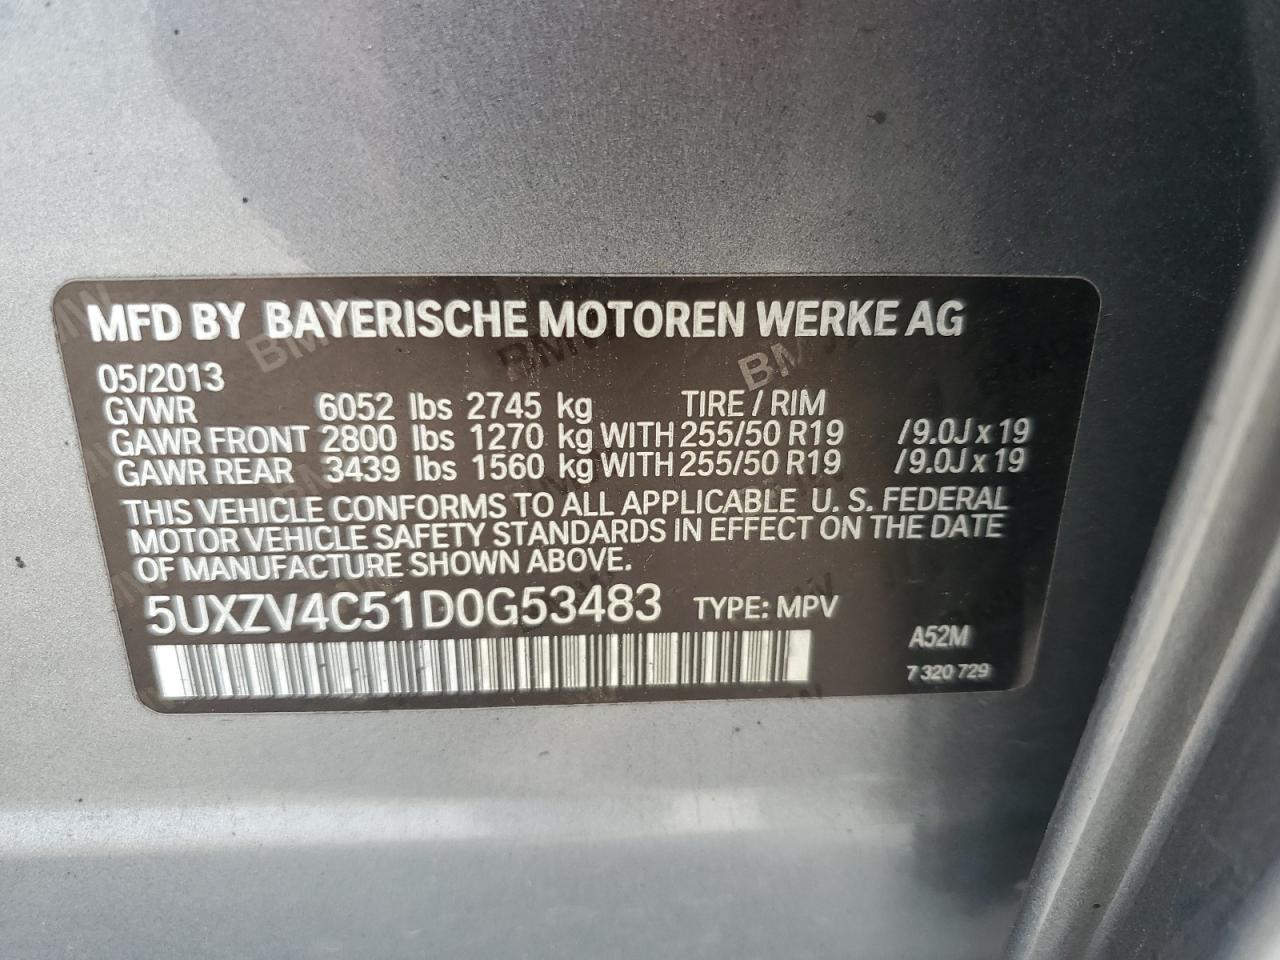 MFD BY BAYERISCHE MOTOREN WERKE AG
05/2013
GVWR 6052 lbs 2745 kg TIRE / RIM
GAWR FRONT 2800 lbs 1270 kg WITH 255/50 R19 /9.0J x 19
GAWR REAR 3439 lbs 1560 kg WITH 255/50 R19 /9.0J x 19
THIS VEHICLE CONFORMS TO ALL APPLICABLE U. S. FEDERAL
MOTOR VEHICLE SAFETY STANDARDS IN EFFECT ON THE DATE
OF MANUFACTURE SHOWN ABOVE.
5UXZV4C51D0G53483 TYPE: MPV
A52M
7 320 729